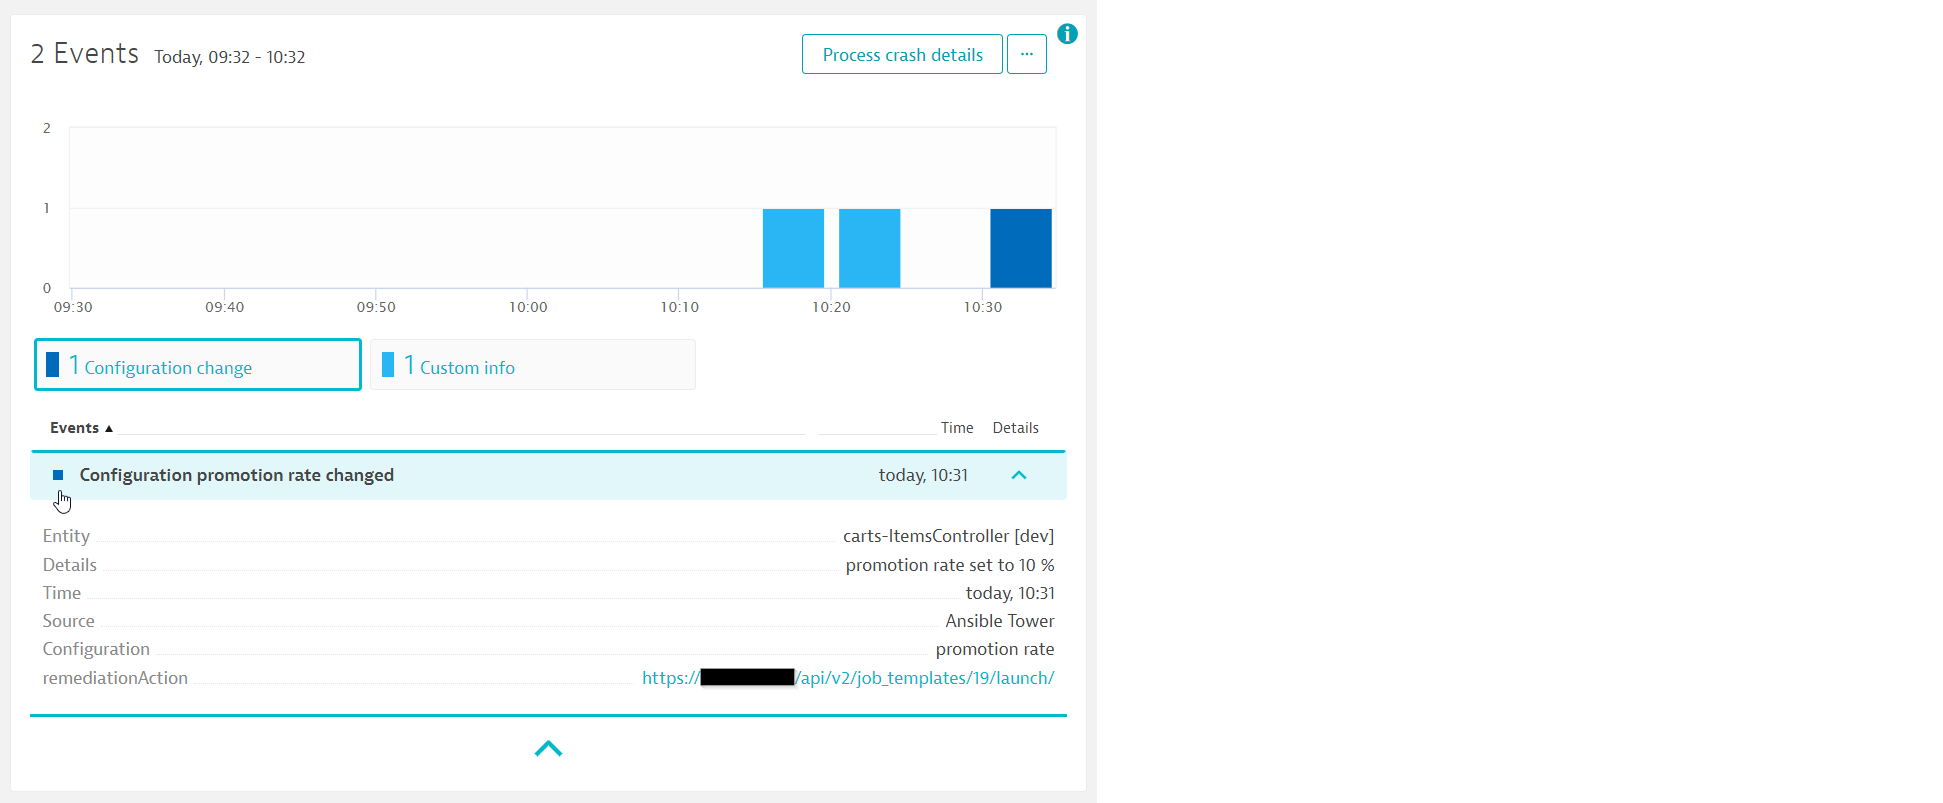 2 Events Today, 09:32 - 10:32
Process crash details
...
i
2
1
0
09:30 09:40 09:50 10:00 10:10 10:20 10:30
1 Configuration change
1 Custom info
Events ▲ Time Details
Configuration promotion rate changed today, 10:31
Entity carts-ItemsController [dev]
Details promotion rate set to 10 %
Time today, 10:31
Source Ansible Tower
Configuration promotion rate
remediationAction https:// /api/v2/job_templates/19/launch/